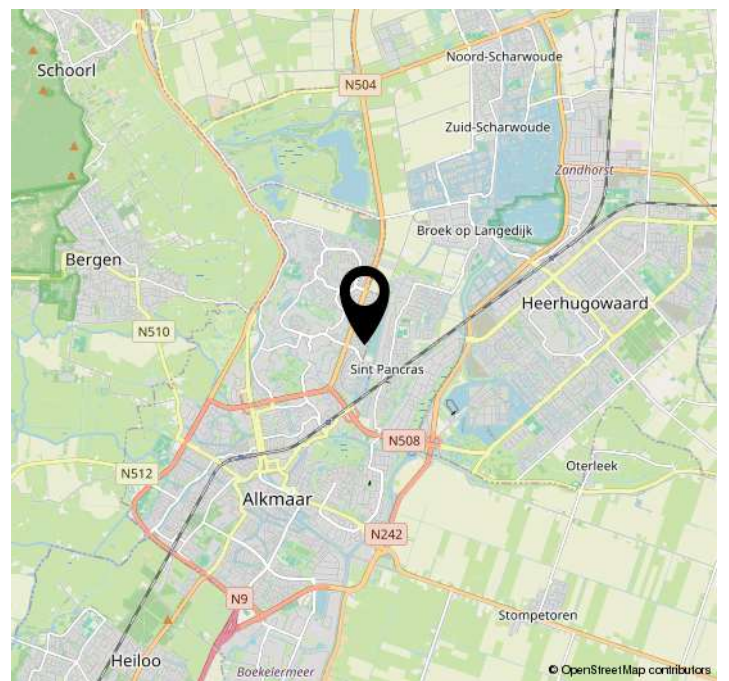 Noord-Scharwoude
Schoorl
N504
Zuid-Scharwoude
Zandhorst
Broek op Langedijk
Bergen
Heerhugowaard
N510
Sint Pancras
N508
Oterleek
N512
Alkmaar
N242
N9
Stompetoren
Heiloo
Boekelermeer
© OpenStreetMap contributors